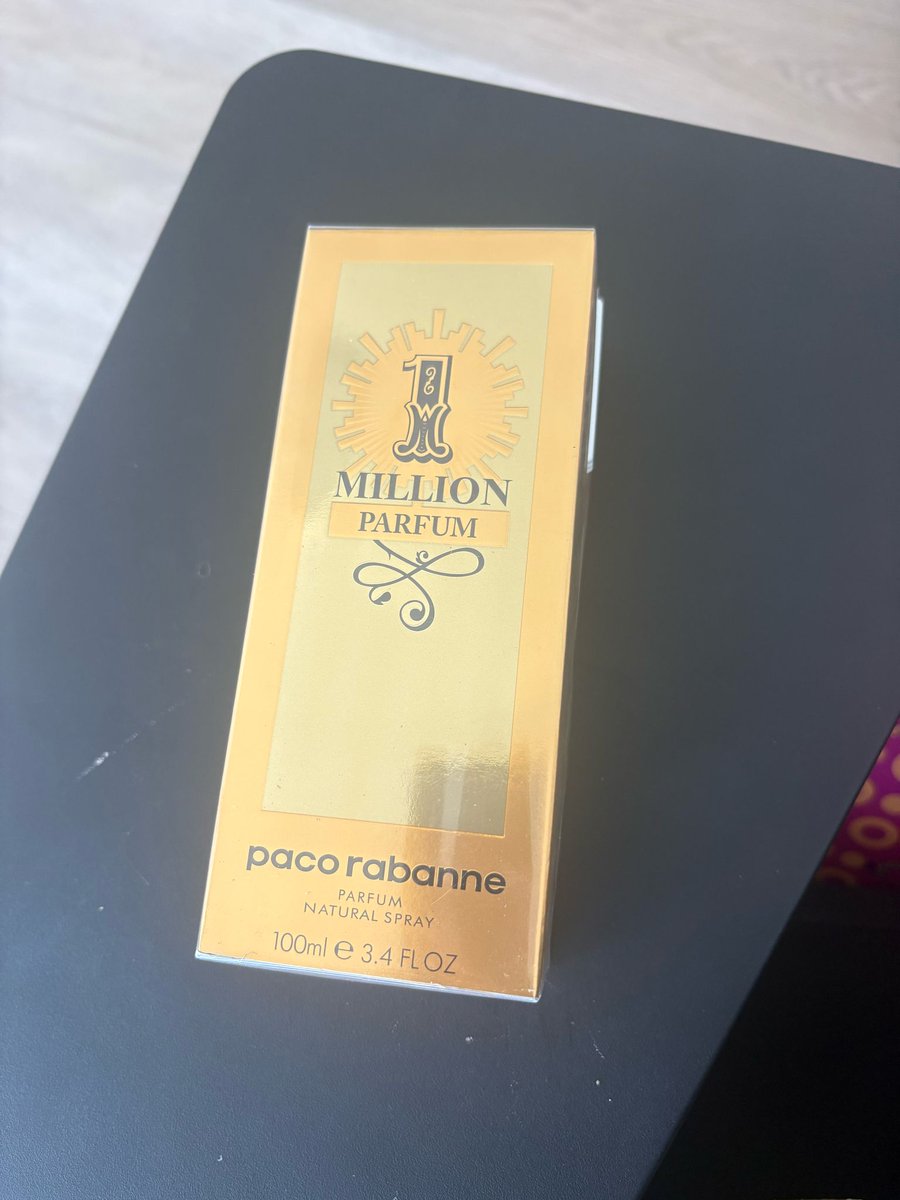 1
MILLION
PARFUM
paco rabanne
PARFUM
NATURAL SPRAY
100ml ℮ 3.4 FL OZ